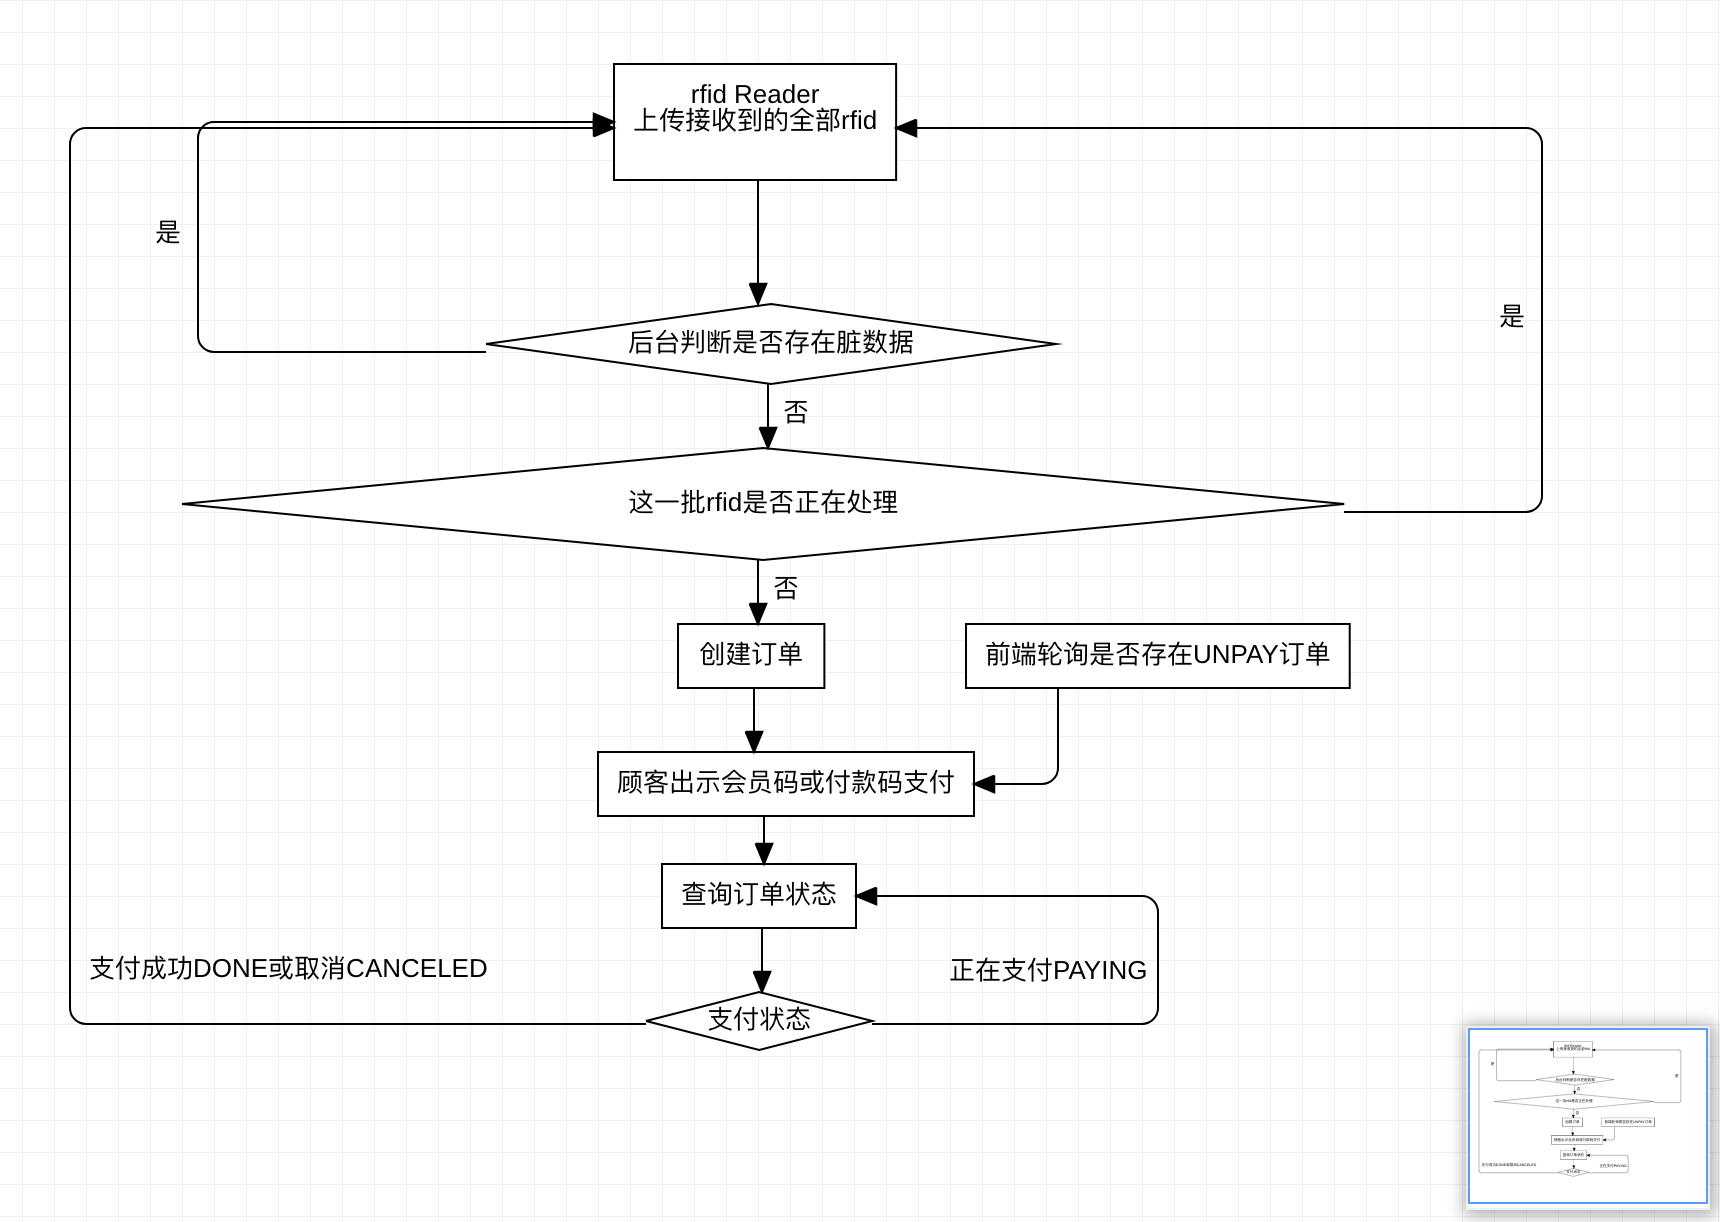 rfid Reader
上传接收到的全部rfid
是
是
后台判断是否存在脏数据
否
这一批rfid是否正在处理
否
创建订单
前端轮询是否存在UNPAY订单
顾客出示会员码或付款码支付
查询订单状态
支付成功DONE或取消CANCELED
正在支付PAYING
支付状态